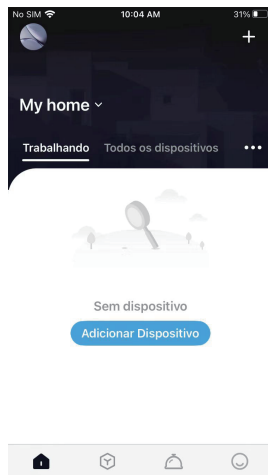 No SIM 10:04 AM 31%
My home
Trabalhando Todos os dispositivos
Sem dispositivo
Adicionar Dispositivo